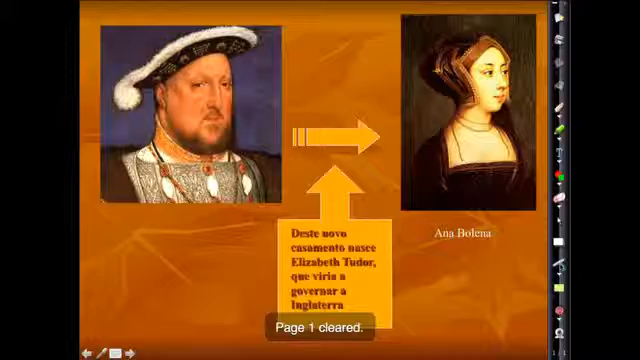 Ana Bolena
Deste novo
casamento nasce
Elizabeth Tudor,
que viria a
governar a
Inglaterra
Page 1 cleared.